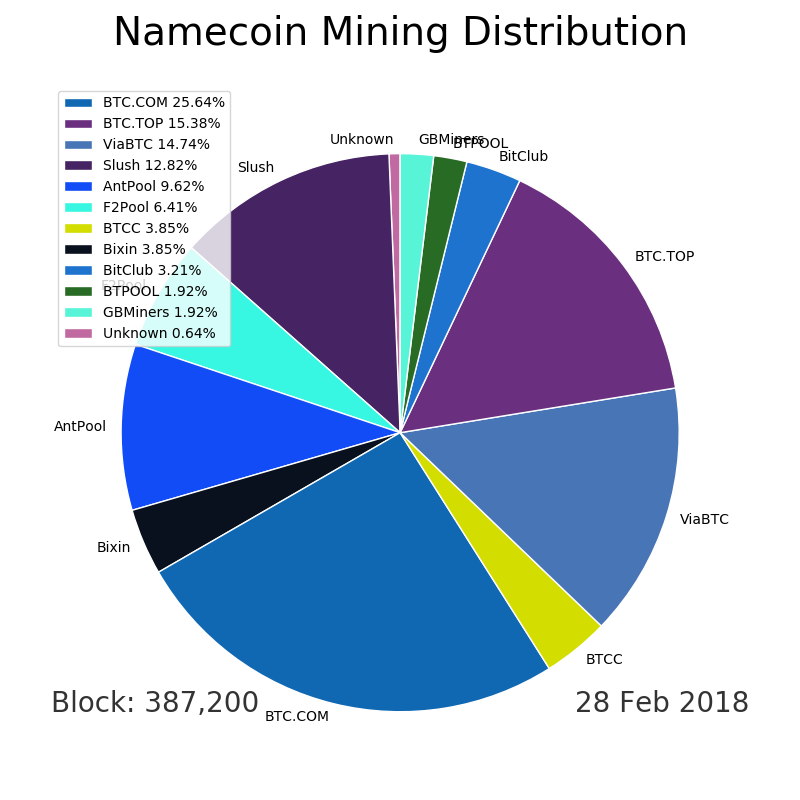 Namecoin Mining Distribution
BTC.COM 25.64%
BTC.TOP 15.38%
ViaBTC 14.74%
Slush 12.82%
AntPool 9.62%
F2Pool 6.41%
BTCC 3.85%
Bixin 3.85%
BitClub 3.21%
BTPOOL 1.92%
GBMiners 1.92%
Unknown 0.64%
Unknown
GBMiners
BTPOOL
BitClub
Slush
BTC.TOP
F2Pool
AntPool
ViaBTC
Bixin
BTCC
BTC.COM
Block: 387,200
28 Feb 2018